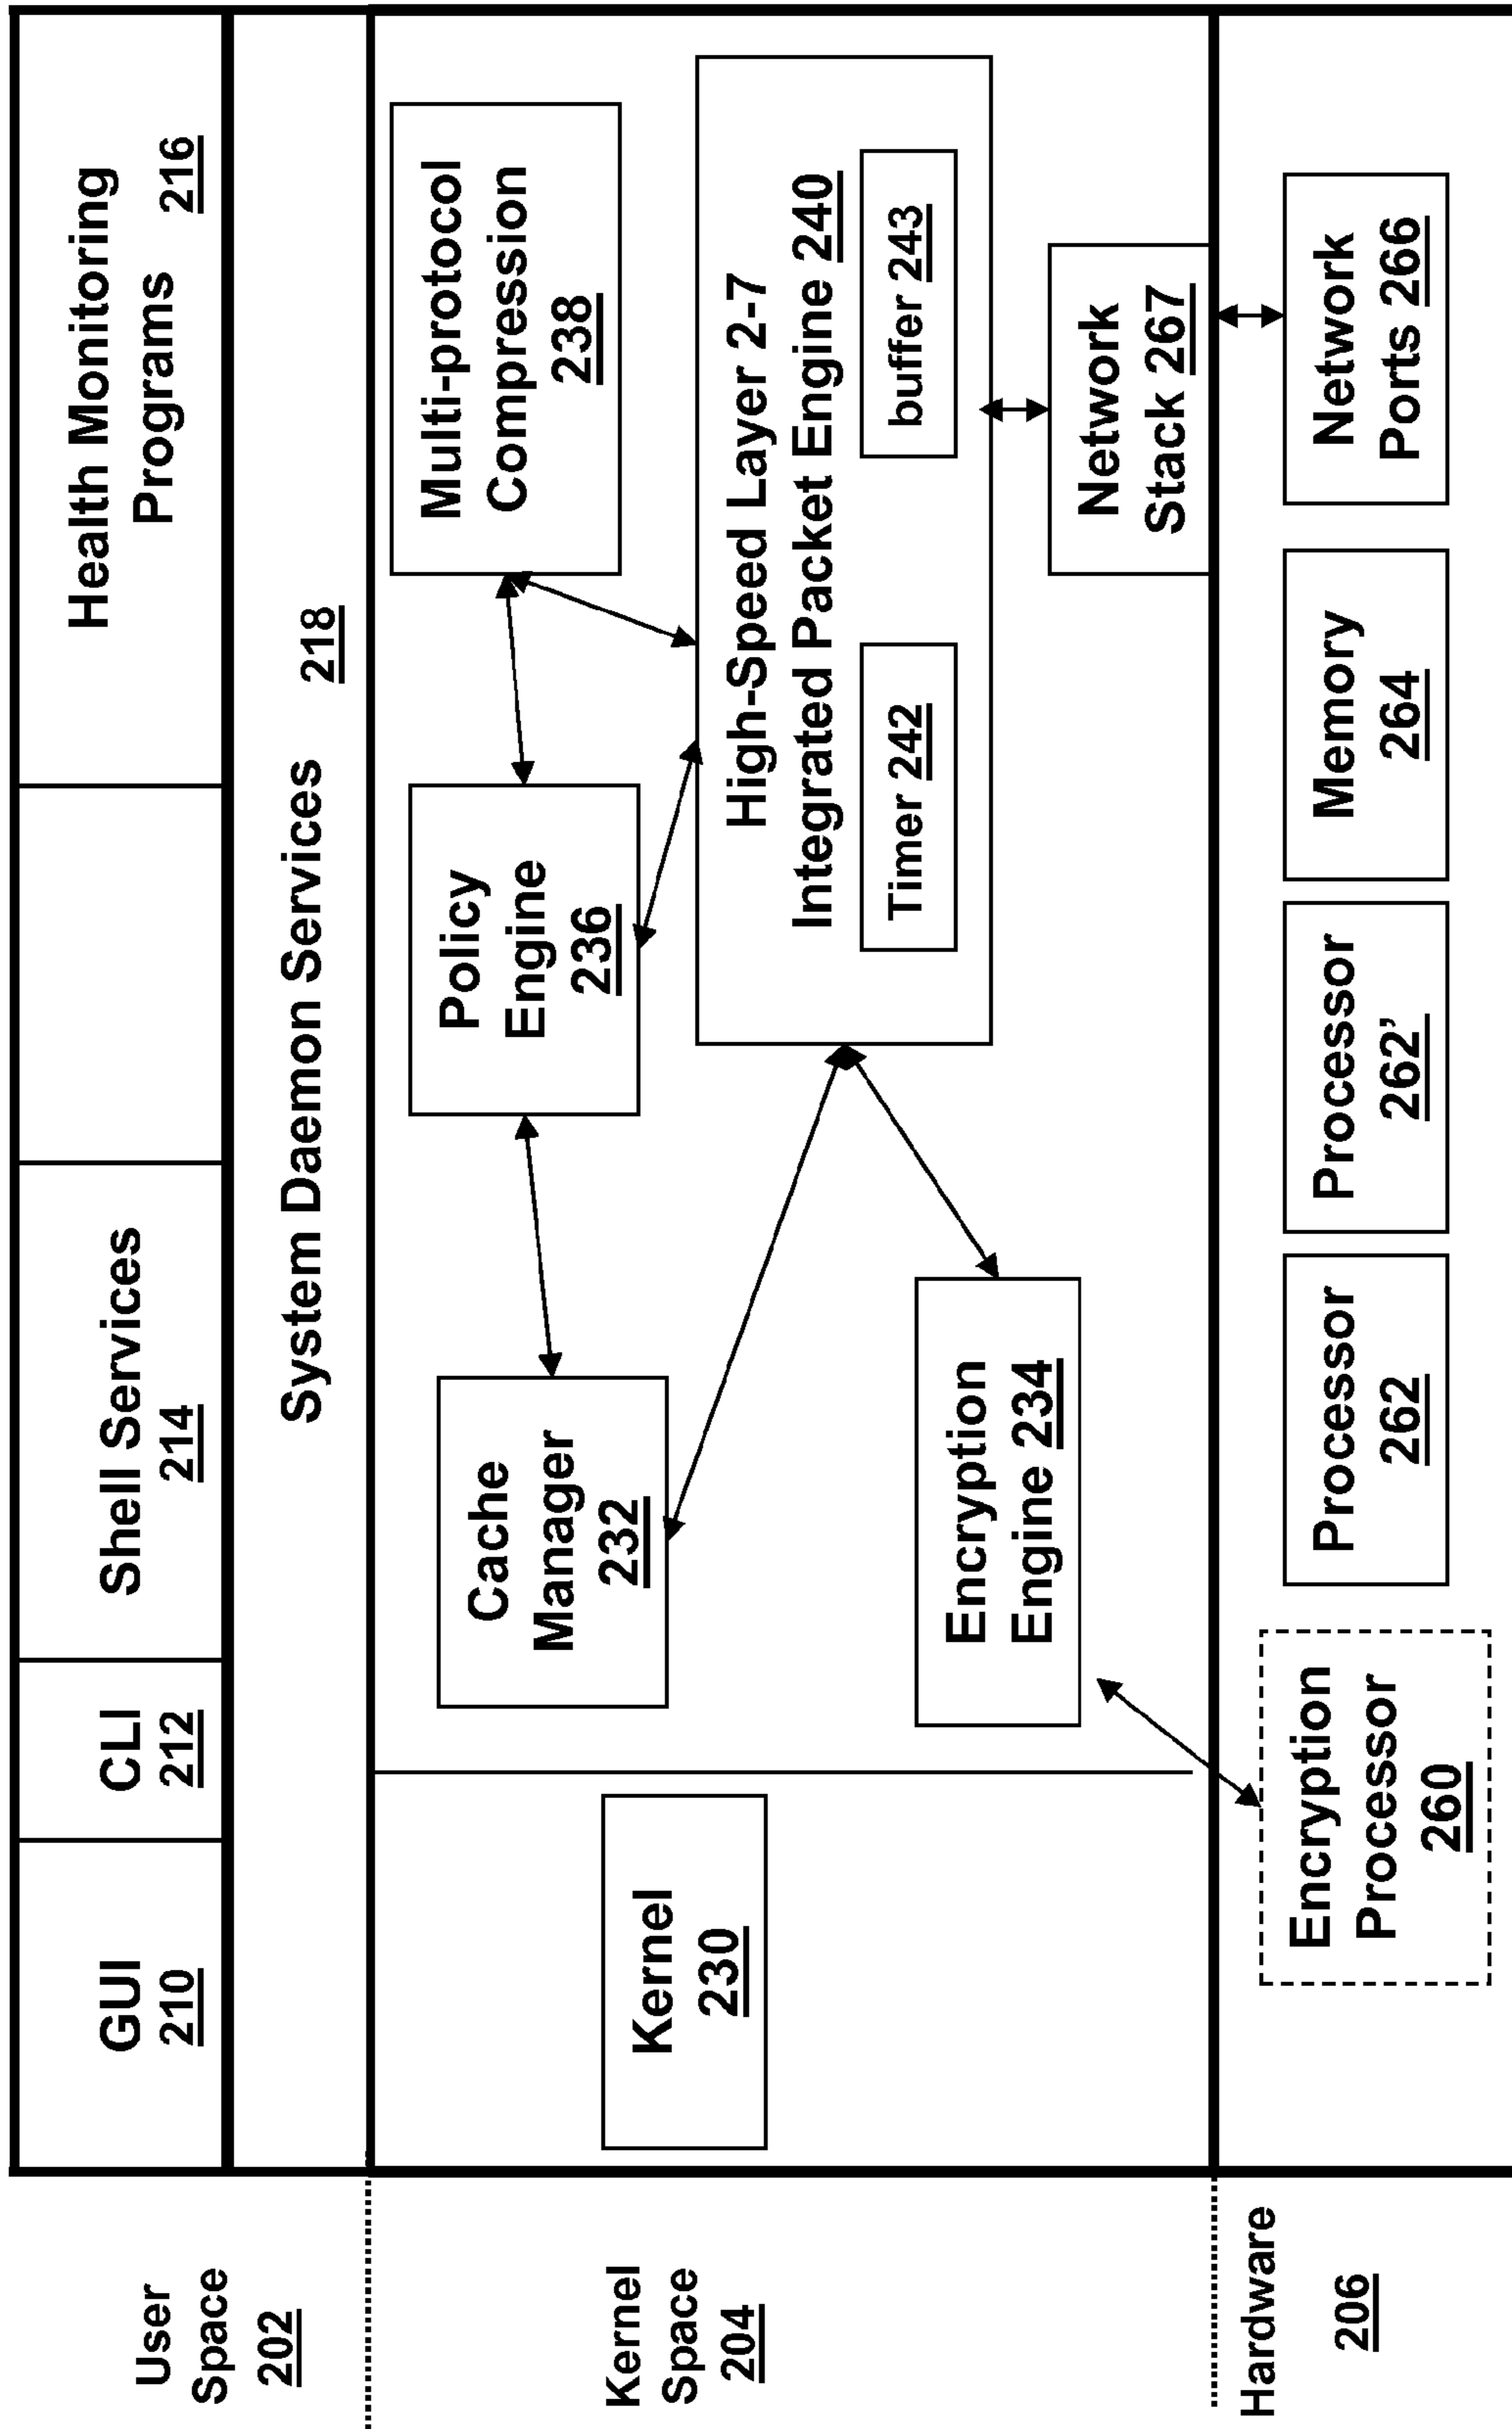 User
Space
202
GUI
210
CLI
212
Shell Services
214
Health Monitoring
Programs 216
System Daemon Services 218
Kernel
Space
204
Kernel
230
Cache
Manager
232
Policy
Engine
236
Multi-protocol
Compression
238
High-Speed Layer 2-7
Integrated Packet Engine 240
Timer 242
buffer 243
Encryption
Engine 234
Network
Stack 267
Hardware
206
Encryption
Processor
260
Processor
262
Processor
262’
Memory
264
Network
Ports 266